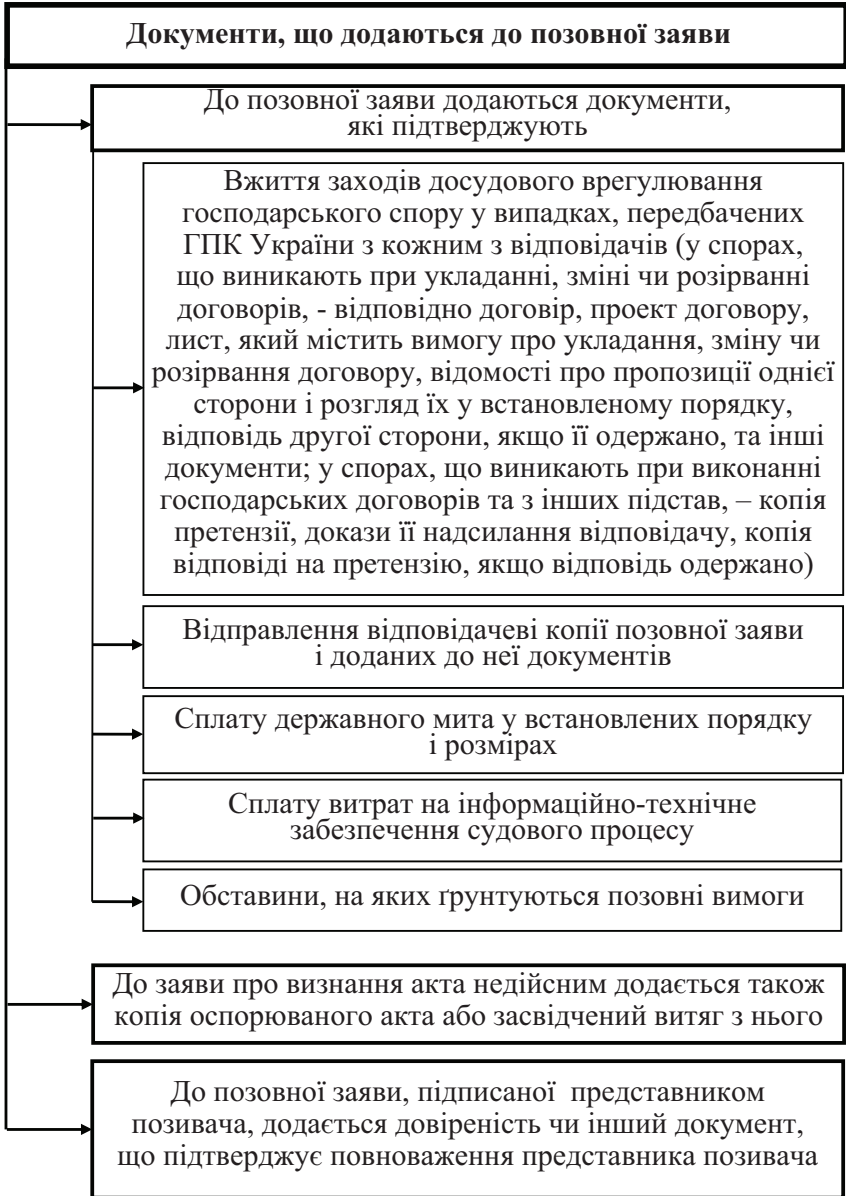 Документи, що додаються до позовної заяви
До позовної заяви додаються документи,
які підтверджують
Вжиття заходів досудового врегулювання
господарського спору у випадках, передбачених
ГПК України з кожним з відповідачів (у спорах,
що виникають при укладанні, зміні чи розірванні
договорів, - відповідно договір, проект договору,
лист, який містить вимогу про укладання, зміну чи
розірвання договору, відомості про пропозиції однієї
сторони і розгляд їх у встановленому порядку,
відповідь другої сторони, якщо її одержано, та інші
документи; у спорах, що виникають при виконанні
господарських договорів та з інших підстав, – копія
претензії, докази її надсилання відповідачу, копія
відповіді на претензію, якщо відповідь одержано)
Відправлення відповідачеві копії позовної заяви
і доданих до неї документів
Сплату державного мита у встановлених порядку
і розмірах
Сплату витрат на інформаційно-технічне
забезпечення судового процесу
Обставини, на яких ґрунтуються позовні вимоги
До заяви про визнання акта недійсним додається також
копія оспорюваного акта або засвідчений витяг з нього
До позовної заяви, підписаної представником
позивача, додається довіреність чи інший документ,
що підтверджує повноваження представника позивача